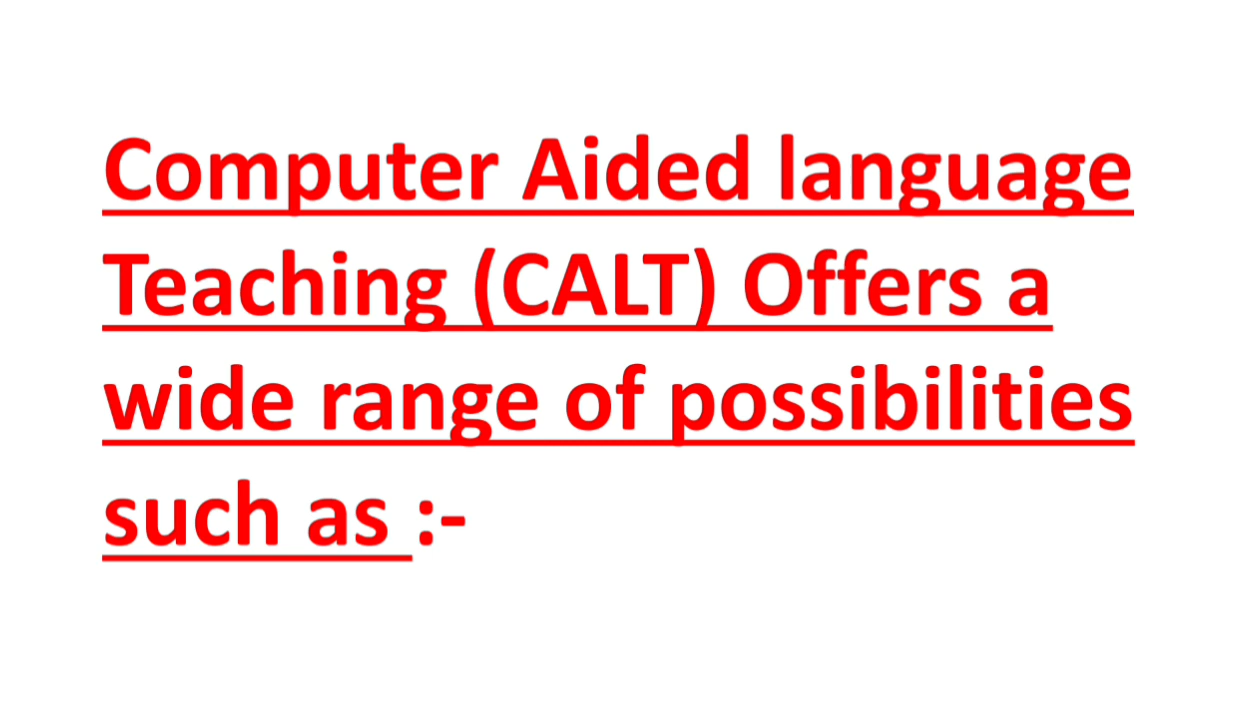 Computer Aided language
Teaching (CALT) Offers a
wide range of possibilities
such as :-